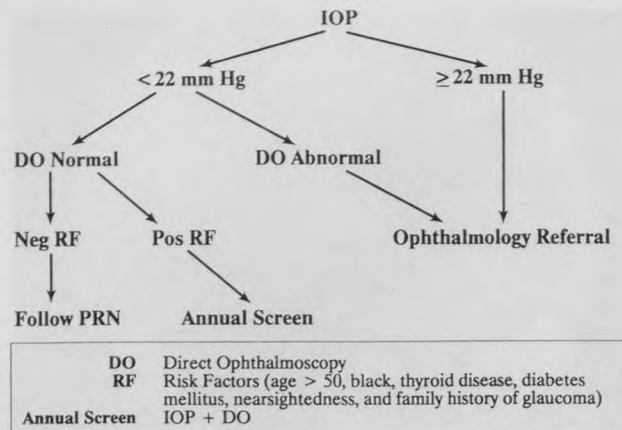 IOP
< 22 mm Hg
≥ 22 mm Hg
DO Normal
DO Abnormal
Neg RF
Pos RF
Ophthalmology Referral
Follow PRN
Annual Screen
DO Direct Ophthalmoscopy
RF Risk Factors (age > 50, black, thyroid disease, diabetes
mellitus, nearsightedness, and family history of glaucoma)
Annual Screen IOP + DO